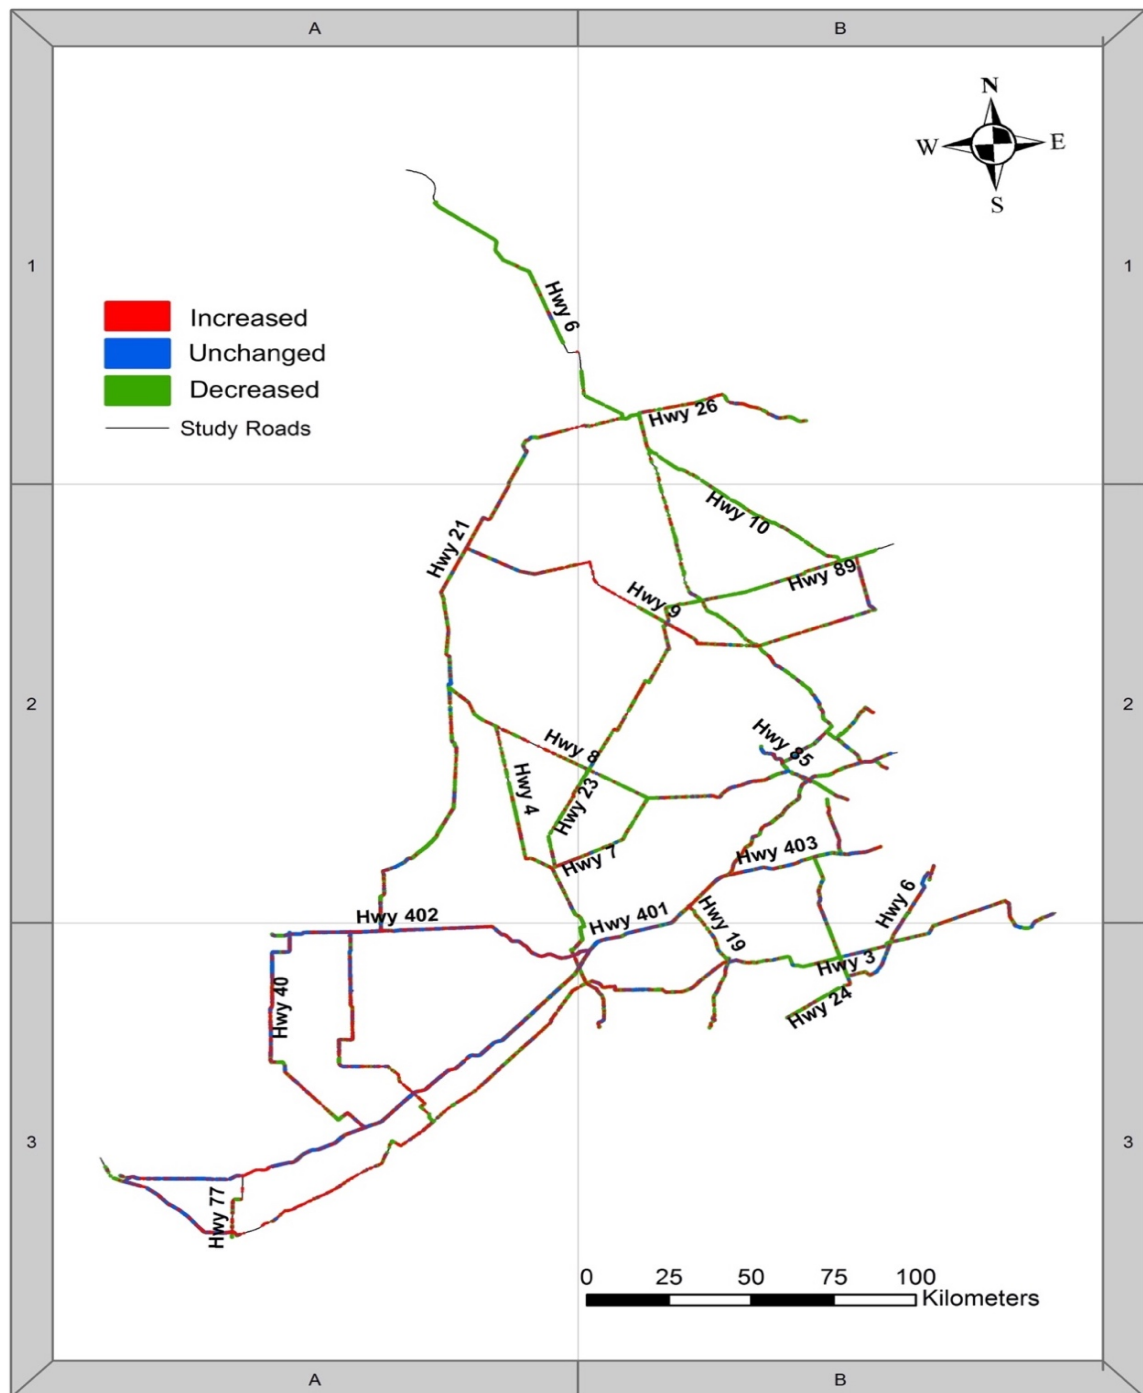 A B
N
W E
S
1 1
Hwy 6
Increased
Unchanged
Decreased
Study Roads
Hwy 26
Hwy 10
Hwy 21
Hwy 89
Hwy 9
2 2
Hwy 85
Hwy 8
Hwy 4
Hwy 23
Hwy 7
Hwy 403
Hwy 6
Hwy 402
Hwy 401
Hwy 19
Hwy 3
Hwy 40
Hwy 24
3 3
Hwy 77
0 25 50 75 100
Kilometers
A B